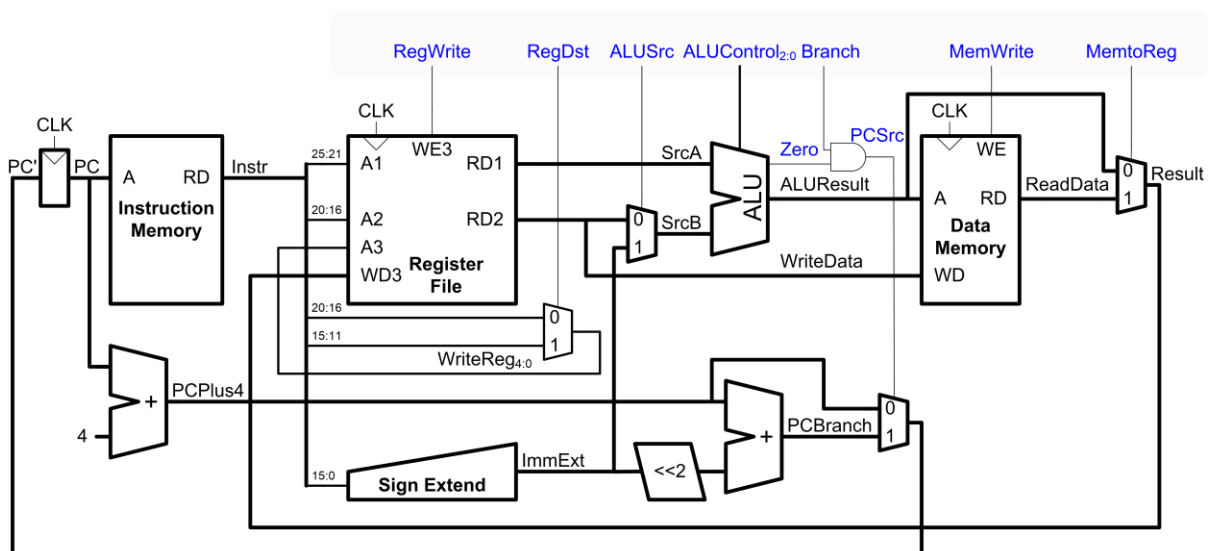 RegWrite RegDst ALUSrc ALUControl2:0 Branch MemWrite MemtoReg
CLK CLK CLK
PC' PC A RD Instr
Instruction
Memory
25:21 A1 WE3 RD1 SrcA
20:16 A2 RD2 0 SrcB
1
A3
WD3 Register
File
ALU Zero PCSrc
ALUResult
WriteData
WE
A RD ReadData
Data
Memory
WD
0 Result
1
20:16 0
15:11 1
WriteReg4:0
PCPlus4
+
4
15:0 Sign Extend ImmExt
<<2
+
PCBranch
0
1